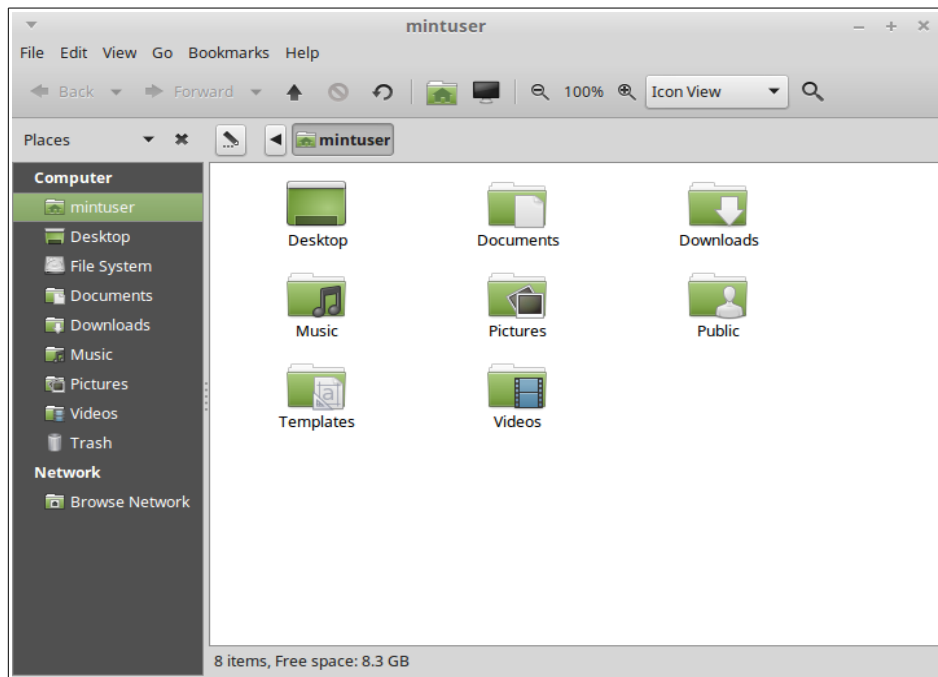 mintuser
File Edit View Go Bookmarks Help
Back Forward 100% Icon View
Places mintuser
Computer
mintuser
Desktop
File System
Documents
Downloads
Music
Pictures
Videos
Trash
Network
Browse Network
Desktop Documents Downloads
Music Pictures Public
Templates Videos
8 items, Free space: 8.3 GB